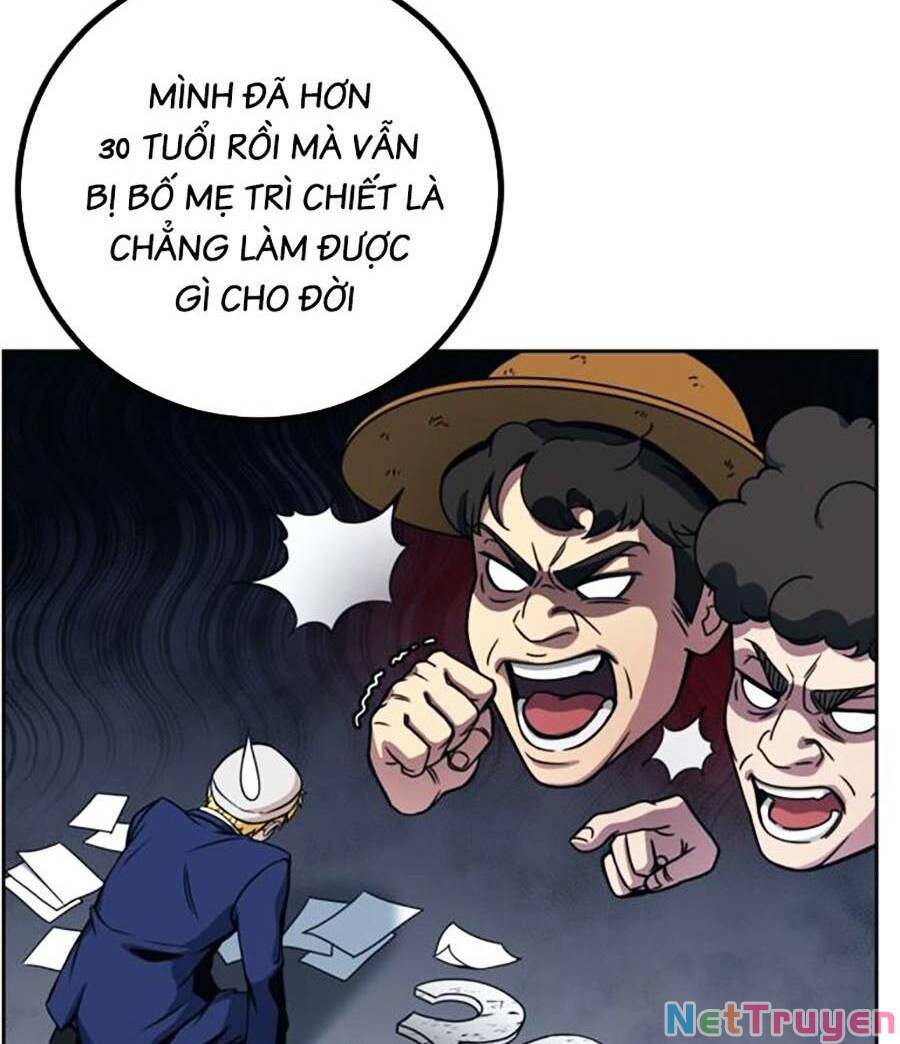 MÌNH ĐÃ HƠN
30 TUỔI RỒI MÀ VẪN
BỊ BỐ MẸ TRÌ CHIẾT LÀ
CHẲNG LÀM ĐƯỢC
GÌ CHO ĐỜI
NetTruyen